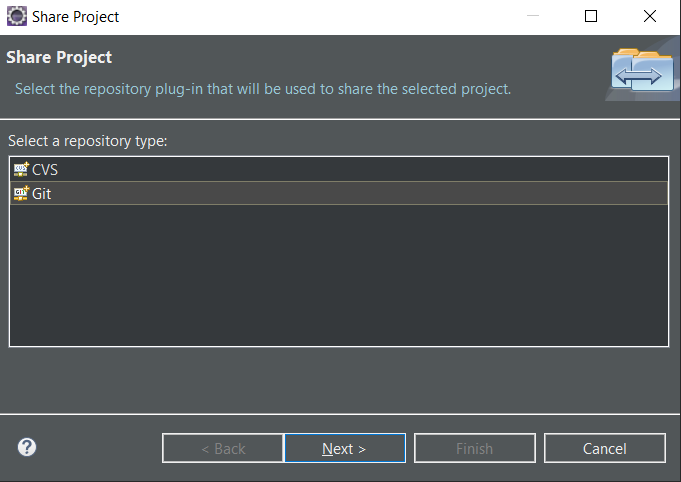 Share Project
Share Project
Select the repository plug-in that will be used to share the selected project.
Select a repository type:
CVS
Git
?
< Back
Next >
Finish
Cancel